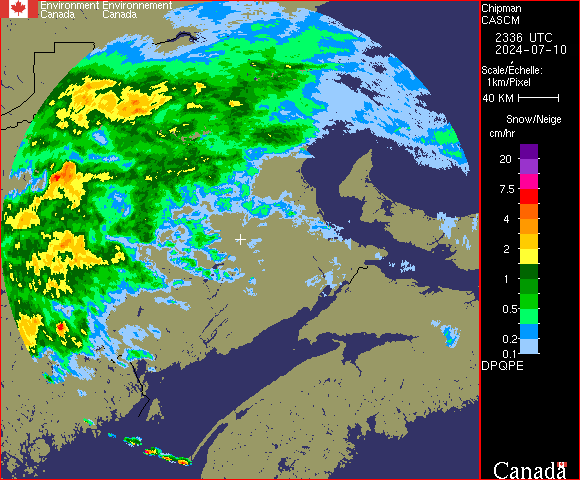 Environment Environnement
Canada Canada
Chipman
CASCM
2336 UTC
2024-07-10
Scale/Echelle:
1km/Pixel
40 KM
Snow/Neige
cm/hr
20
7.5
4
2
1
0.5
0.2
0.1
DPQPE
Canada